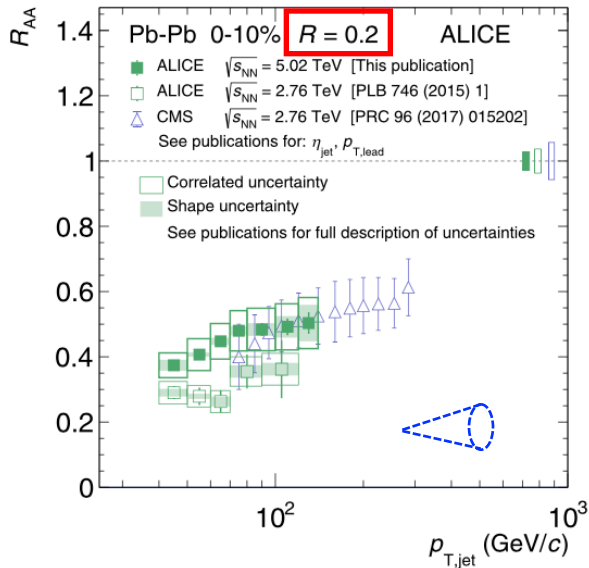 R_AA
1.4
1.2
1
0.8
0.6
0.4
0.2
0
Pb-Pb 0-10% R = 0.2 ALICE
ALICE √s_NN = 5.02 TeV [This publication]
ALICE √s_NN = 2.76 TeV [PLB 746 (2015) 1]
CMS √s_NN = 2.76 TeV [PRC 96 (2017) 015202]
See publications for: η_jet, p_T,lead
Correlated uncertainty
Shape uncertainty
See publications for full description of uncertainties
10² 10³
p_T,jet (GeV/c)